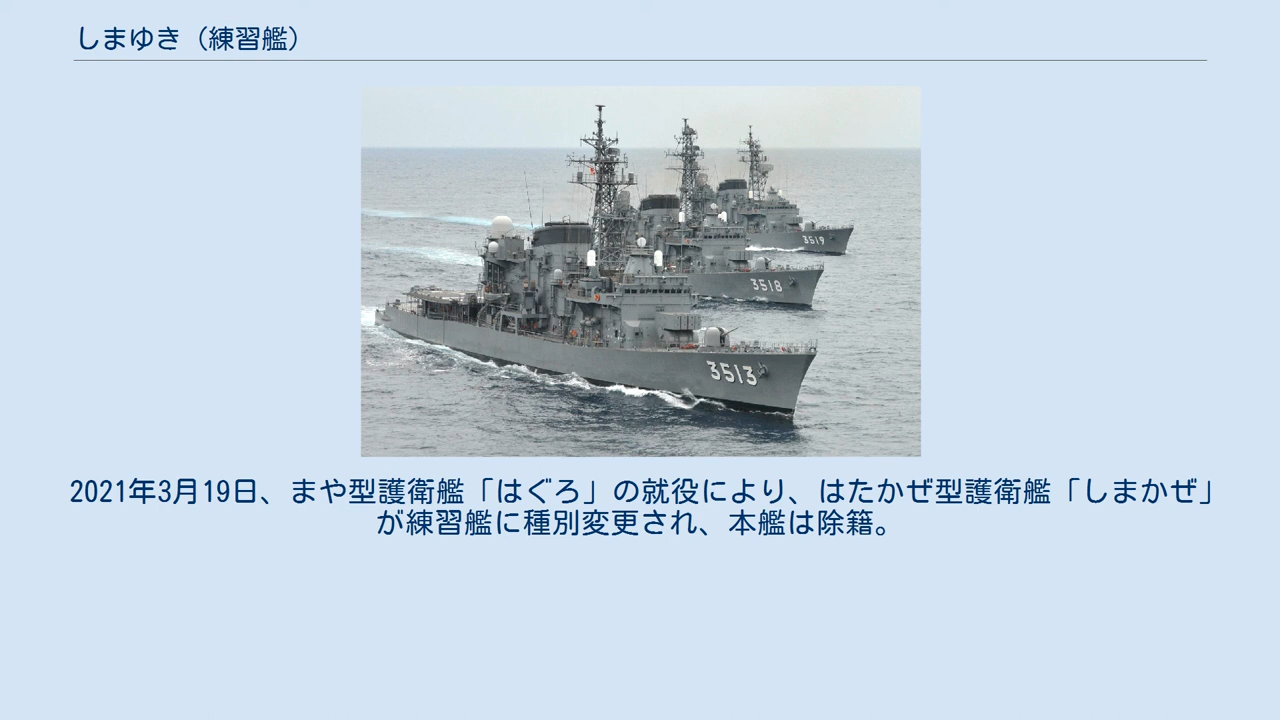 しまゆき（練習艦）
3519
3518
3513
2021年3月19日、まや型護衛艦「はぐろ」の就役により、はたかぜ型護衛艦「しまかぜ」
が練習艦に種別変更され、本艦は除籍。